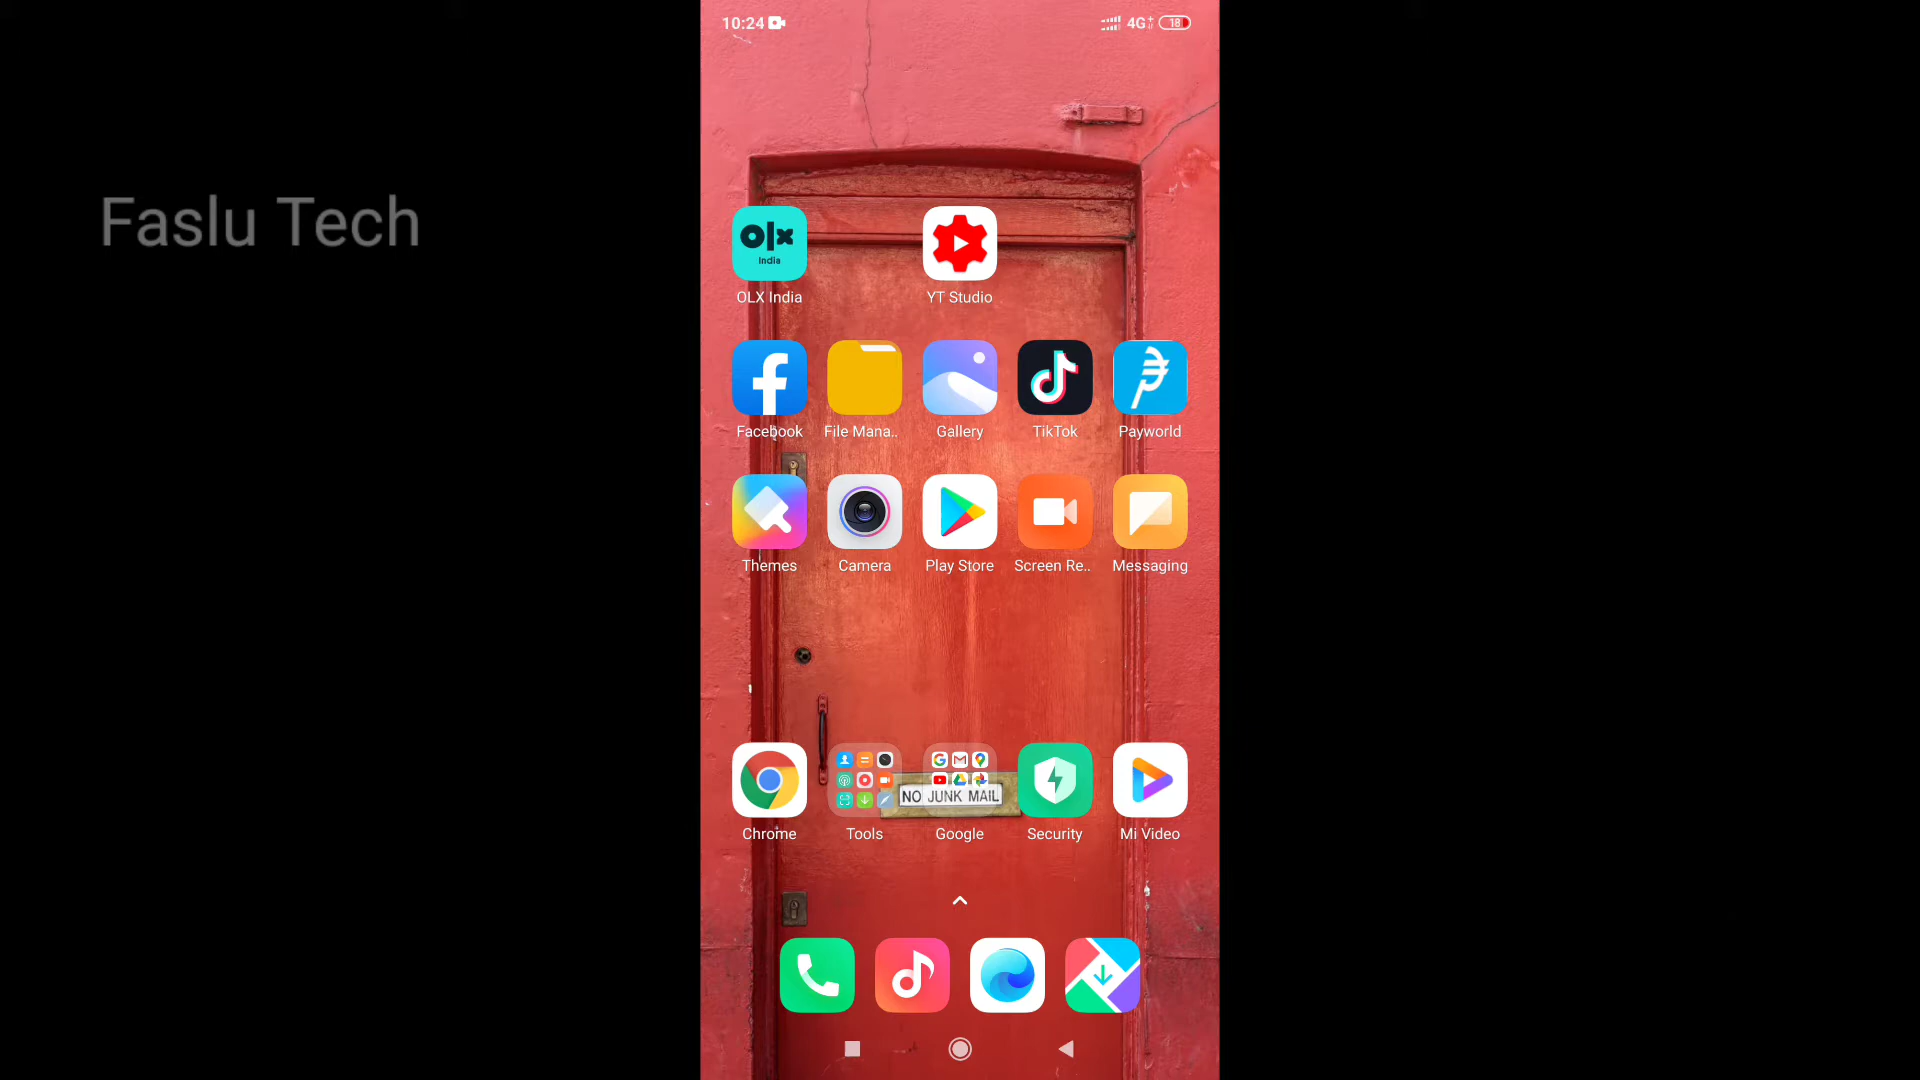 10:24
4G+
18
Faslu Tech
olx
india
OLX India
YT Studio
Facebook
File Mana..
Gallery
TikTok
Payworld
Themes
Camera
Play Store
Screen Re..
Messaging
NO JUNK MAIL
Chrome
Tools
Google
Security
Mi Video